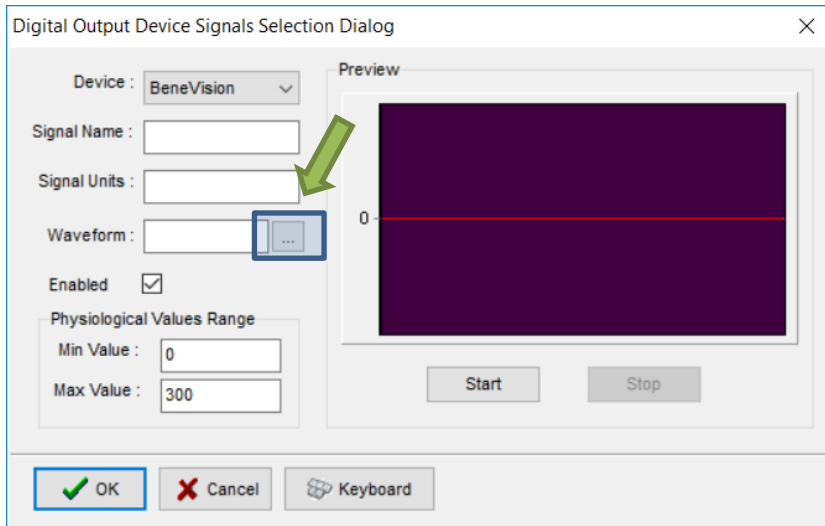 Digital Output Device Signals Selection Dialog
Device :
BeneVision
Signal Name :
Signal Units :
Waveform :
...
Enabled
Physiological Values Range
Min Value :
0
Max Value :
300
Preview
0
Start
Stop
OK
Cancel
Keyboard